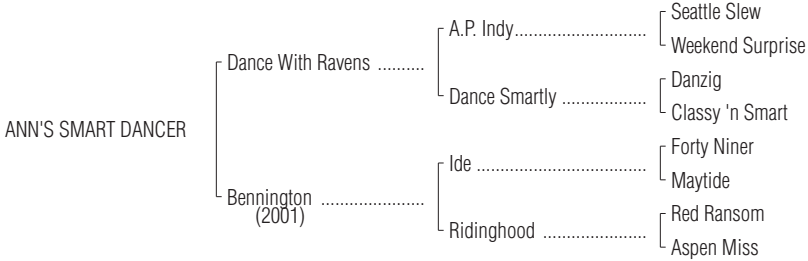 Seattle Slew
A.P. Indy..........................
Weekend Surprise
Dance With Ravens ..........
Danzig
Dance Smartly .................
Classy 'n Smart
ANN'S SMART DANCER
Forty Niner
Ide ..................................
Maytide
Bennington .....................
(2001)
Red Ransom
Ridinghood .....................
Aspen Miss